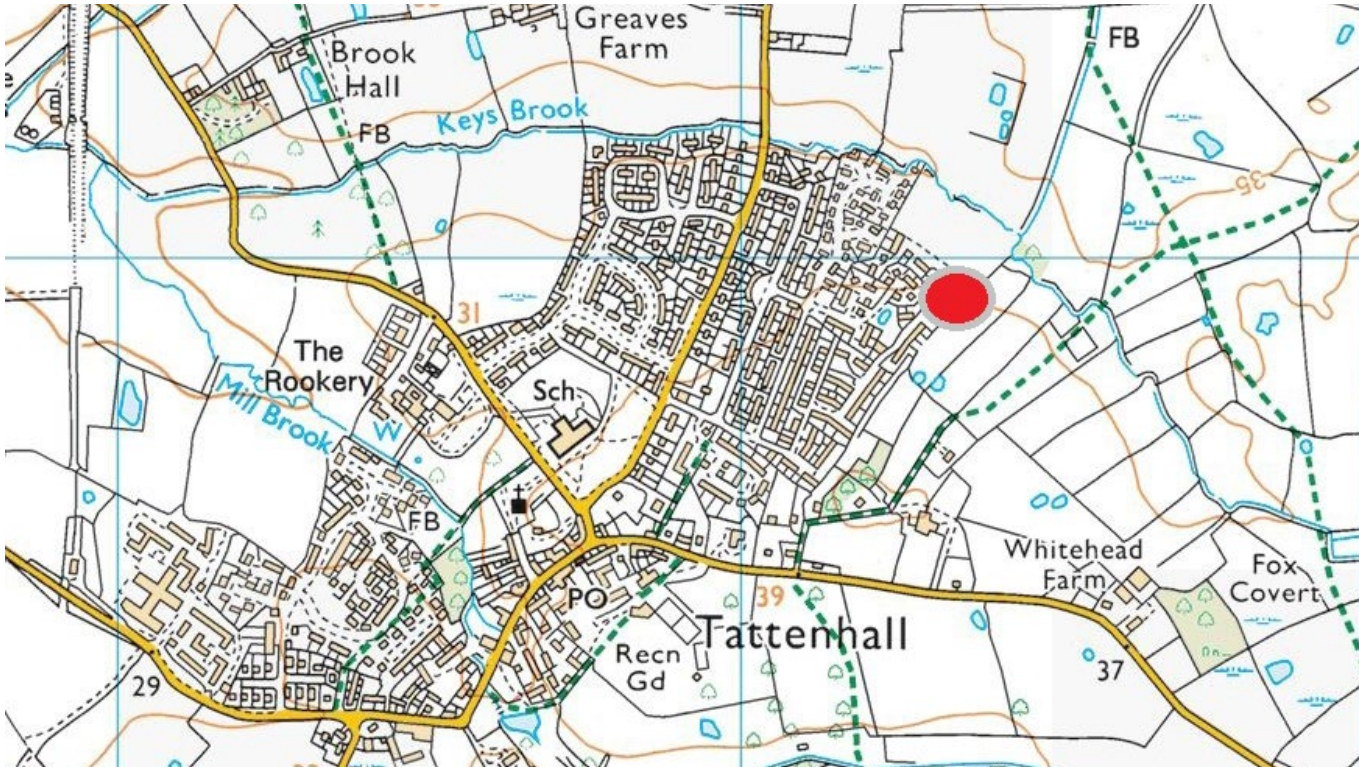 Greaves
Farm
FB
Brook
Hall
FB
Keys Brook
35
31
The
Rookery
Mill Brook
W
Sch
FB
Whitehead
Farm
Fox
Covert
PO
39
Tattenhall
Recn
Gd
29
37